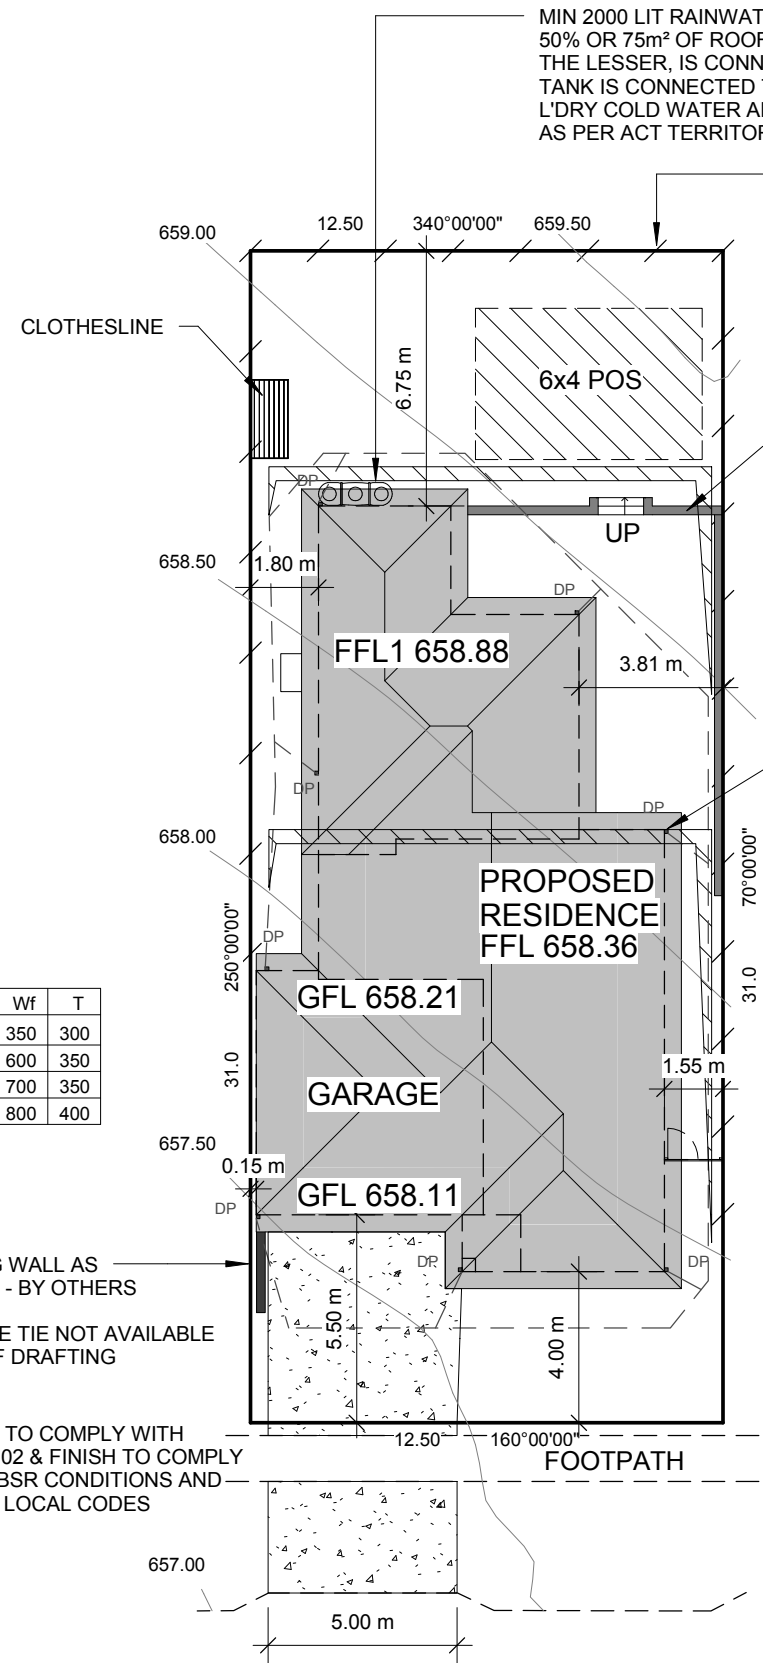 MIN 2000 LIT RAINWAT
50% OR 75m² OF ROOF
THE LESSER, IS CONN
TANK IS CONNECTED
L'DRY COLD WATER A
AS PER ACT TERRITOR
659.00
12.50
340°00'00"
659.50
CLOTHESLINE
6.75 m
6x4 POS
DP
UP
658.50
1.80 m
DP
FFL1 658.88
3.81 m
DP
DP
658.00
70°00'00"
PROPOSED
RESIDENCE
FFL 658.36
DP
250°00'00"
GFL 658.21
31.0
Wf T
350 300
600 350
700 350
800 400
31.0
1.55 m
GARAGE
657.50
0.15 m
GFL 658.11
DP
G WALL AS
- BY OTHERS
DP
DP
E TIE NOT AVAILABLE
F DRAFTING
5.50 m
4.00 m
TO COMPLY WITH
02 & FINISH TO COMPLY
BSR CONDITIONS AND
LOCAL CODES
12.50
160°00'00"
FOOTPATH
657.00
5.00 m